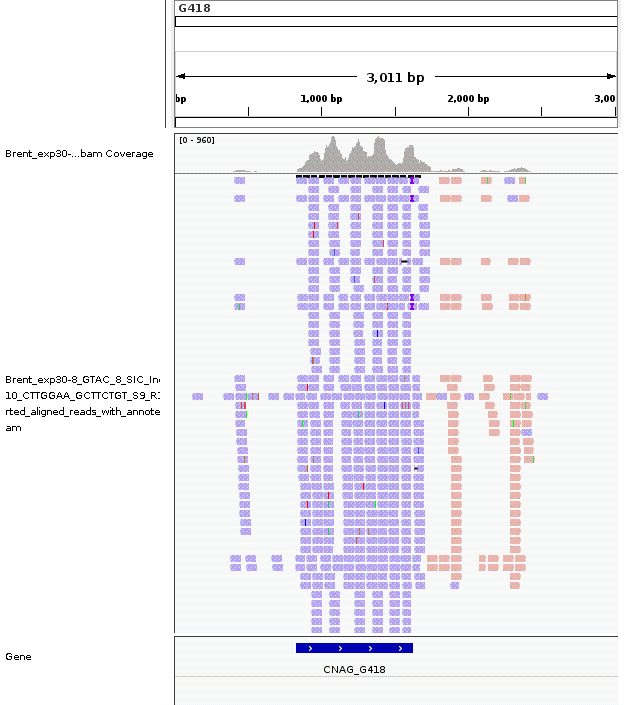 G418
3,011 bp
bp 1,000 bp 2,000 bp 3,00
[0 - 960]
Brent_exp30-...bam Coverage
Brent_exp30-8_GTAC_8_SIC_Inc
10_CTTGGAA_GCTTCTGT_S9_R1
rted_aligned_reads_with_annote
am
Gene
CNAG_G418